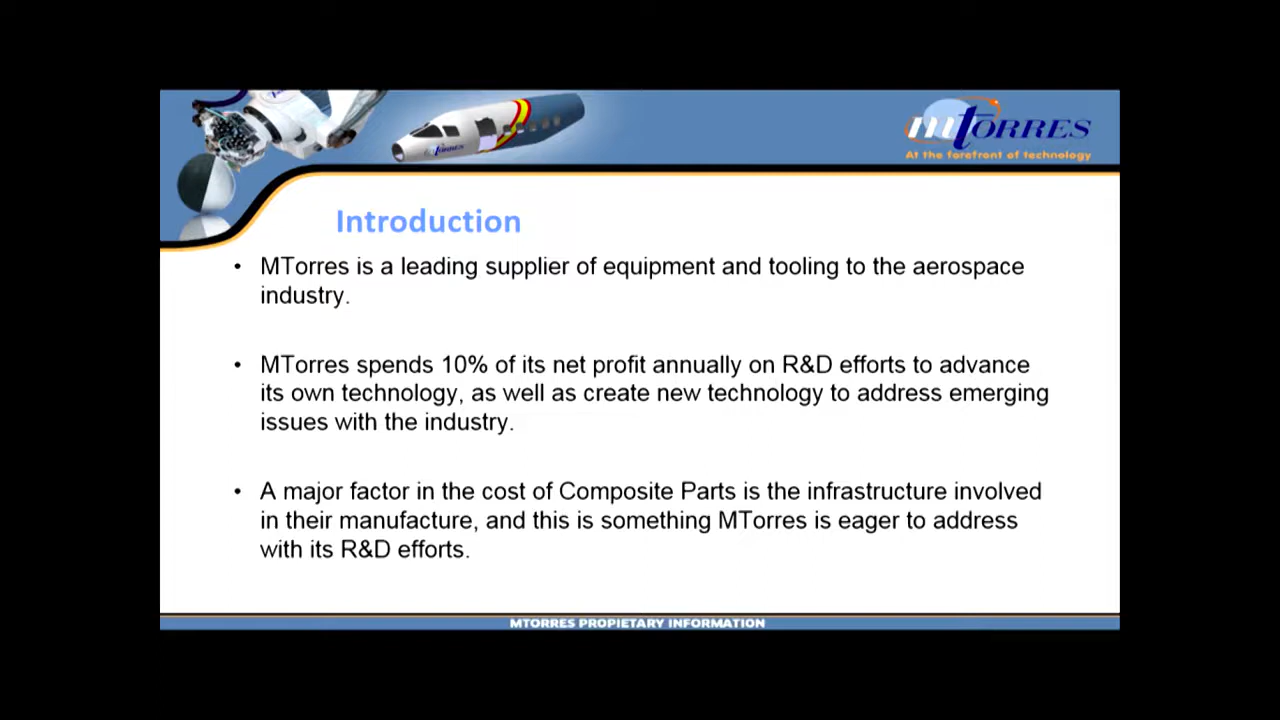 MTORRES
MTORRES
At the forefront of technology
Introduction
• MTorres is a leading supplier of equipment and tooling to the aerospace
industry.
• MTorres spends 10% of its net profit annually on R&D efforts to advance
its own technology, as well as create new technology to address emerging
issues with the industry.
• A major factor in the cost of Composite Parts is the infrastructure involved
in their manufacture, and this is something MTorres is eager to address
with its R&D efforts.
MTORRES PROPIETARY INFORMATION